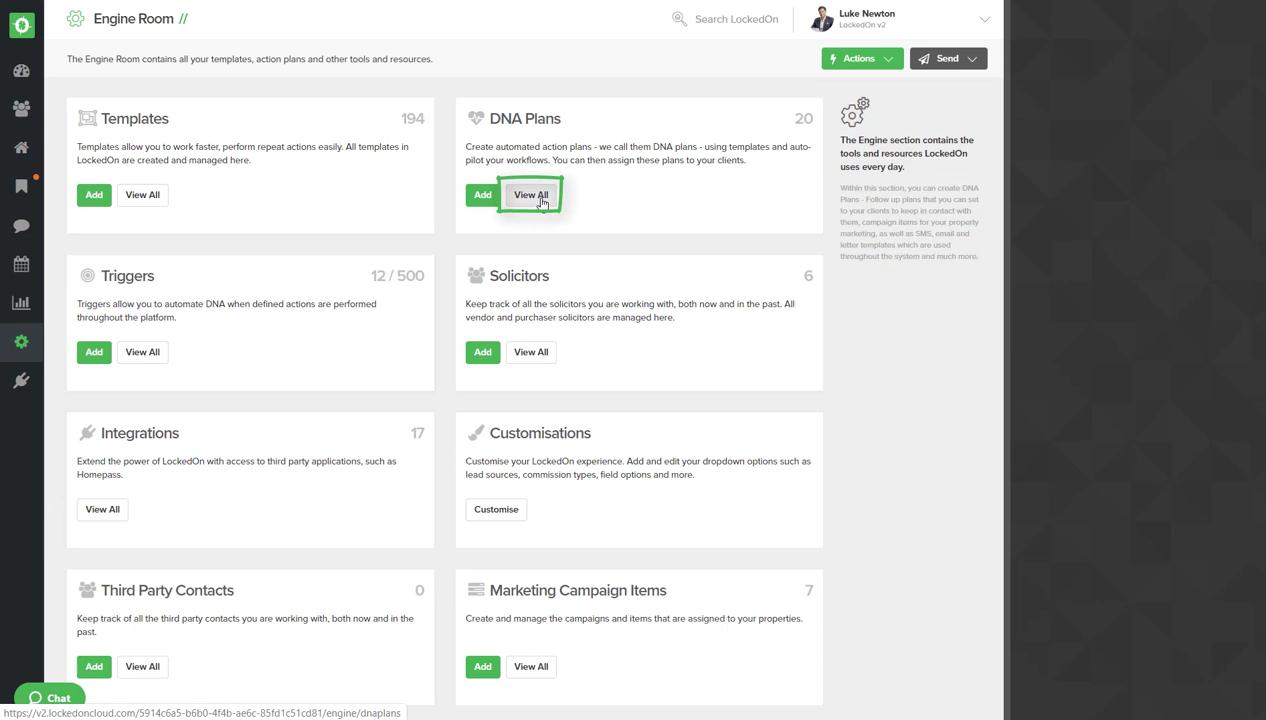 Engine Room //
Search LockedOn
Luke Newton
LockedOn v2
The Engine Room contains all your templates, action plans and other tools and resources.
Actions
Send
Templates
194
Templates allow you to work faster, perform repeat actions easily. All templates in
LockedOn are created and managed here.
Add
View All
DNA Plans
20
Create automated action plans - we call them DNA plans - using templates and auto-
pilot your workflows. You can then assign these plans to your clients.
Add
View All
The Engine section contains the
tools and resources LockedOn
uses every day.
Within this section, you can create DNA
Plans - Follow up plans that you can set
to your clients to keep in contact with
them, campaign items for your property
marketing, as well as SMS, email and
letter templates which are used
throughout the system and much more.
Triggers
12 / 500
Triggers allow you to automate DNA when defined actions are performed
throughout the platform.
Add
View All
Solicitors
6
Keep track of all the solicitors you are working with, both now and in the past. All
vendor and purchaser solicitors are managed here.
Add
View All
Integrations
17
Extend the power of LockedOn with access to third party applications, such as
Homepass.
View All
Customisations
Customise your LockedOn experience. Add and edit your dropdown options such as
lead sources, commission types, field options and more.
Customise
Third Party Contacts
0
Keep track of all the third party contacts you are working with, both now and in the
past.
Add
View All
Marketing Campaign Items
7
Create and manage the campaigns and items that are assigned to your properties.
Add
View All
Chat
https://v2.lockedoncloud.com/5914c6a5-b6b0-4f4b-ae6c-85fd1c51cd81/engine/dnaplans